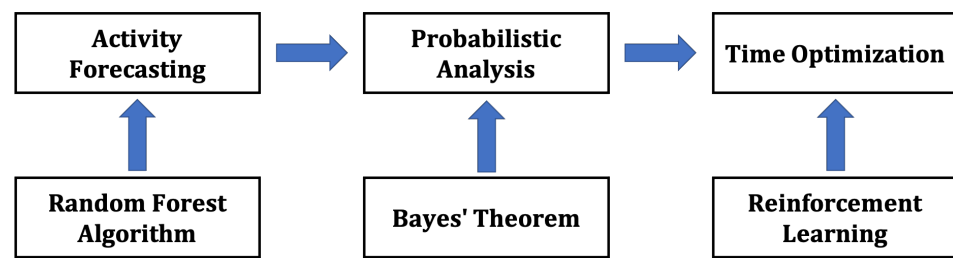 Activity
Forecasting
Probabilistic
Analysis
Time Optimization
Random Forest
Algorithm
Bayes' Theorem
Reinforcement
Learning